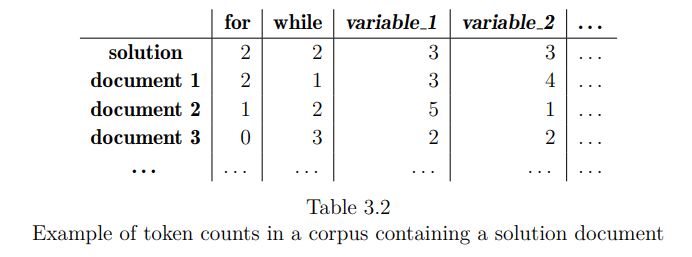 for while variable_1 variable_2 ...
solution 2 2 3 3 ...
document 1 2 1 3 4 ...
document 2 1 2 5 1 ...
document 3 0 3 2 2 ...
... ... ... ... ... ...
Table 3.2
Example of token counts in a corpus containing a solution document